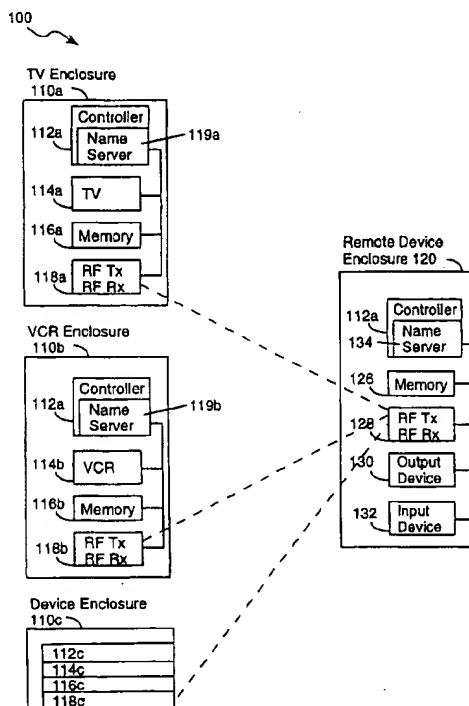 100
TV Enclosure
110a
Controller
112a
Name
Server
119a
114a
TV
116a
Memory
118a
RF Tx
RF Rx
VCR Enclosure
110b
Controller
112a
Name
Server
119b
114b
VCR
116b
Memory
118b
RF Tx
RF Rx
Device Enclosure
110c
112c
114c
116c
118c
Remote Device
Enclosure 120
Controller
112a
Name
134
Server
126
Memory
128
RF Tx
RF Rx
130
Output
Device
132
Input
Device